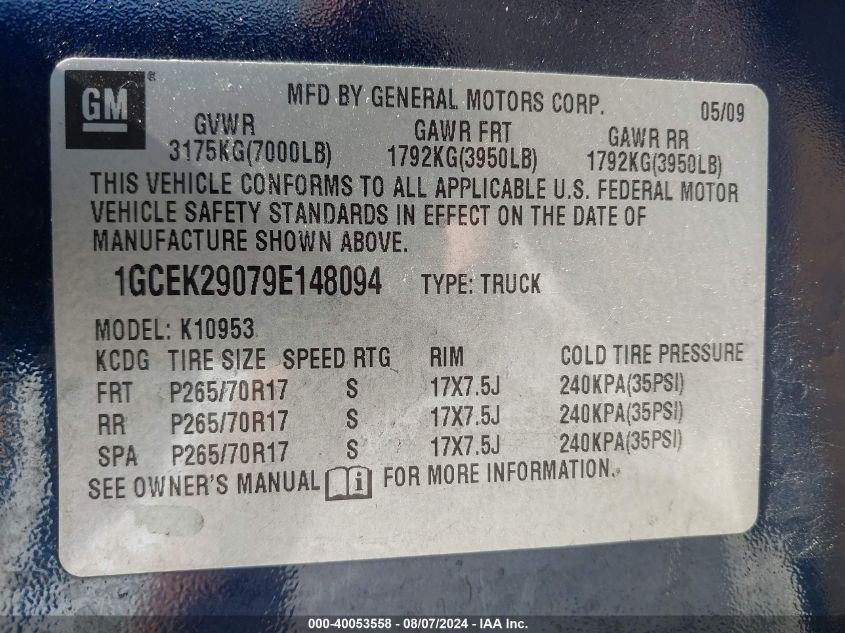 GM ®
MFD BY GENERAL MOTORS CORP. 05/09
GVWR GAWR FRT GAWR RR
3175KG(7000LB) 1792KG(3950LB) 1792KG(3950LB)
THIS VEHICLE CONFORMS TO ALL APPLICABLE U.S. FEDERAL MOTOR
VEHICLE SAFETY STANDARDS IN EFFECT ON THE DATE OF
MANUFACTURE SHOWN ABOVE.
1GCEK29079E148094 TYPE: TRUCK
MODEL: K10953
KCDG TIRE SIZE SPEED RTG RIM COLD TIRE PRESSURE
FRT P265/70R17 S 17X7.5J 240KPA(35PSI)
RR P265/70R17 S 17X7.5J 240KPA(35PSI)
SPA P265/70R17 S 17X7.5J 240KPA(35PSI)
SEE OWNER'S MANUAL i FOR MORE INFORMATION.
000-40053558 - 08/07/2024 - IAA Inc.